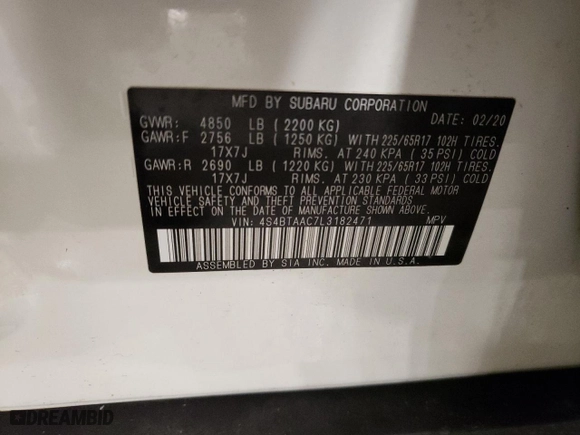 MFD BY SUBARU CORPORATION
GVWR: 4850 LB (2200 KG) DATE: 02/20
GAWR:F 2756 LB (1250 KG) WITH 225/65R17 102H TIRES.
17X7J RIMS. AT 240 KPA (35 PSI) COLD
GAWR:R 2690 LB (1220 KG) WITH 225/65R17 102H TIRES.
17X7J RIMS. AT 230 KPA (33 PSI) COLD
THIS VEHICLE CONFORMS TO ALL APPLICABLE FEDERAL MOTOR
VEHICLE SAFETY AND THEFT PREVENTION STANDARDS
IN EFFECT ON THE DATE OF MANUFACTURE SHOWN ABOVE.
VIN: 4S4BTAAC7L3182471 MPV
ASSEMBLED BY SIA INC. MADE IN U.S.A.
DREAMBID